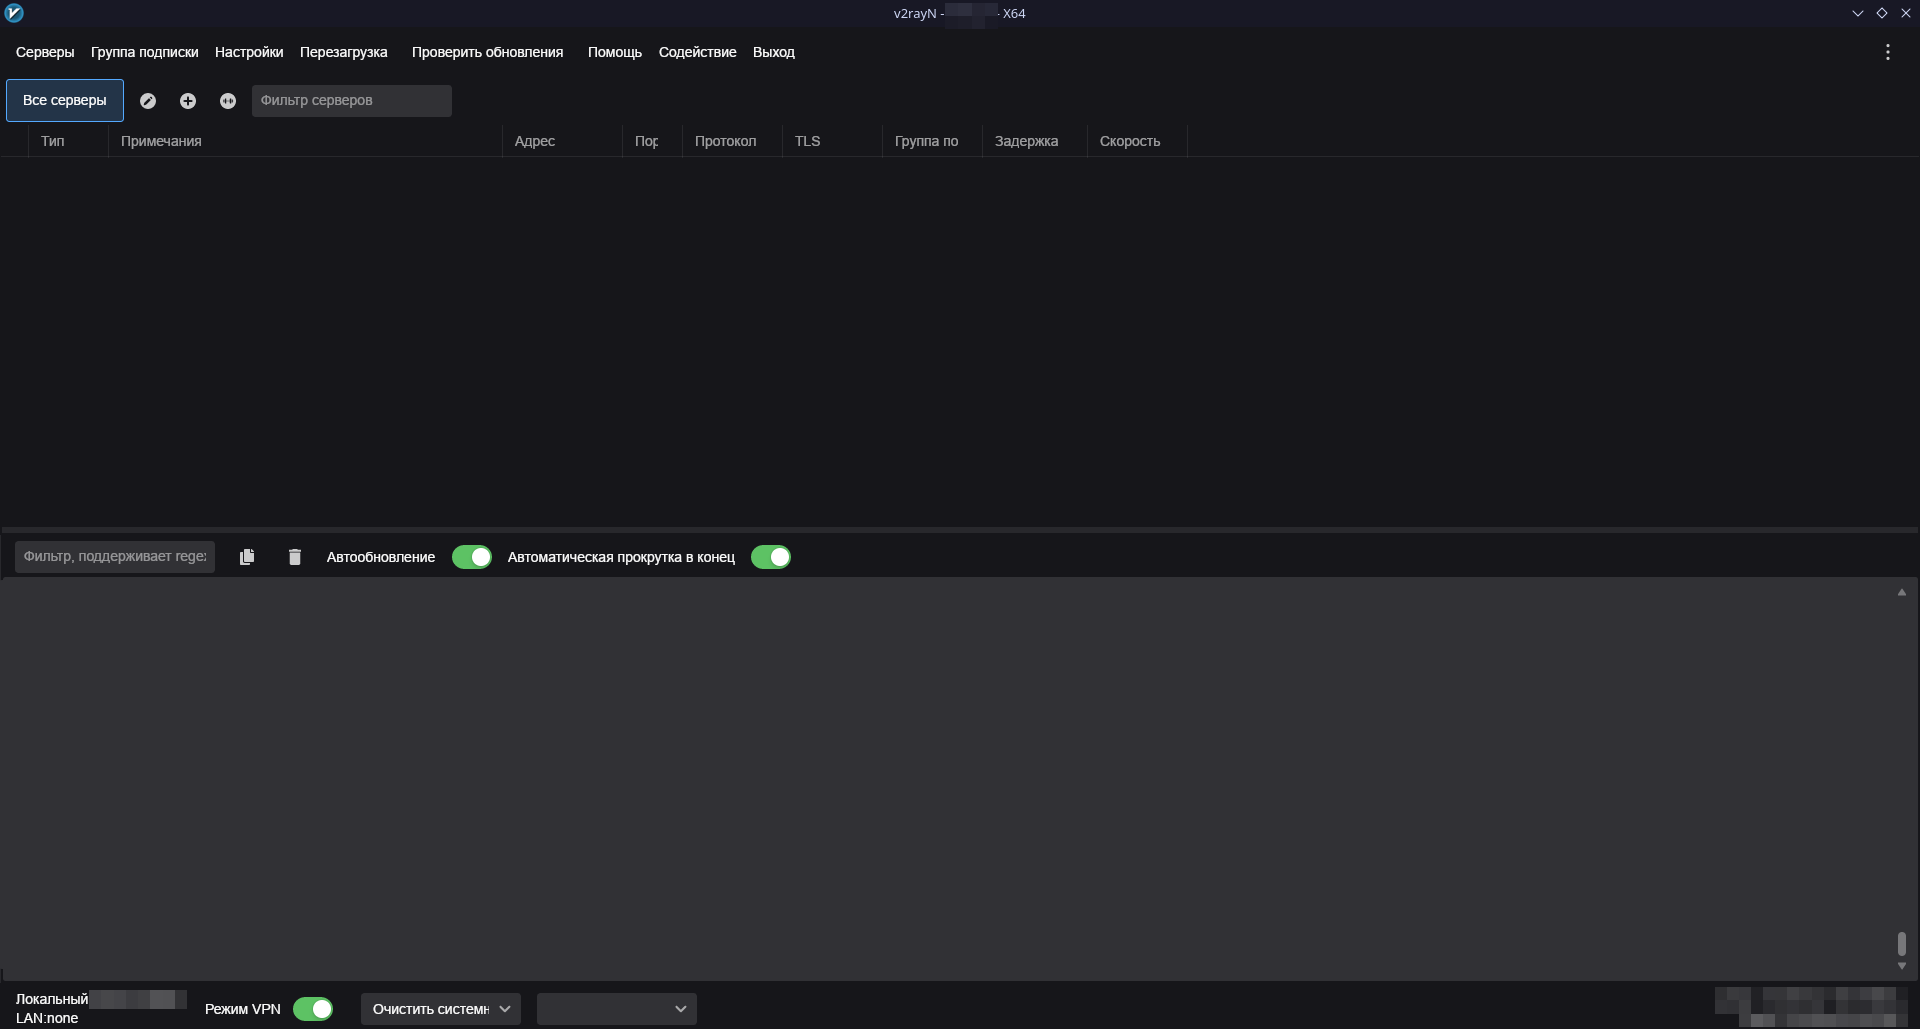 v2rayN - - X64
Серверы Группа подписки Настройки Перезагрузка Проверить обновления Помощь Содействие Выход
Все серверы Фильтр серверов
Тип Примечания Адрес Пор Протокол TLS Группа по Задержка Скорость
Фильтр, поддерживает rege: Автообновление Автоматическая прокрутка в конец
Локальный
LAN:none
Режим VPN Очистить системн